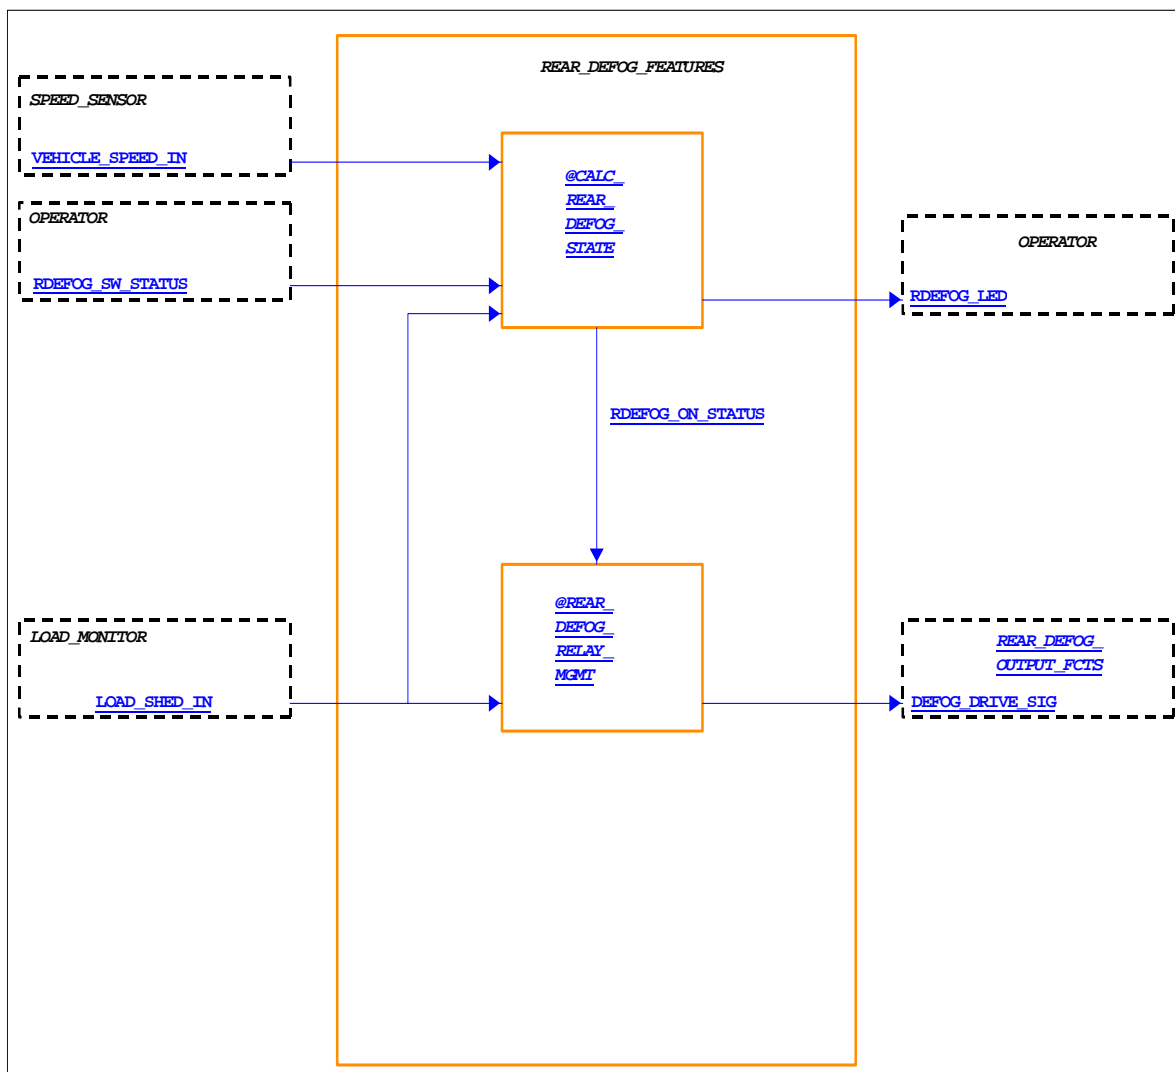 REAR_DEFOG_FEATURES
SPEED_SENSOR
VEHICLE_SPEED_IN
@CALC_
REAR_
DEFOG_
STATE
OPERATOR
RDEFOG_SW_STATUS
OPERATOR
RDEFOG_LED
RDEFOG_ON_STATUS
@REAR_
DEFOG_
RELAY_
MGMT
LOAD_MONITOR
LOAD_SHED_IN
REAR_DEFOG_
OUTPUT_FCTS
DEFOG_DRIVE_SIG